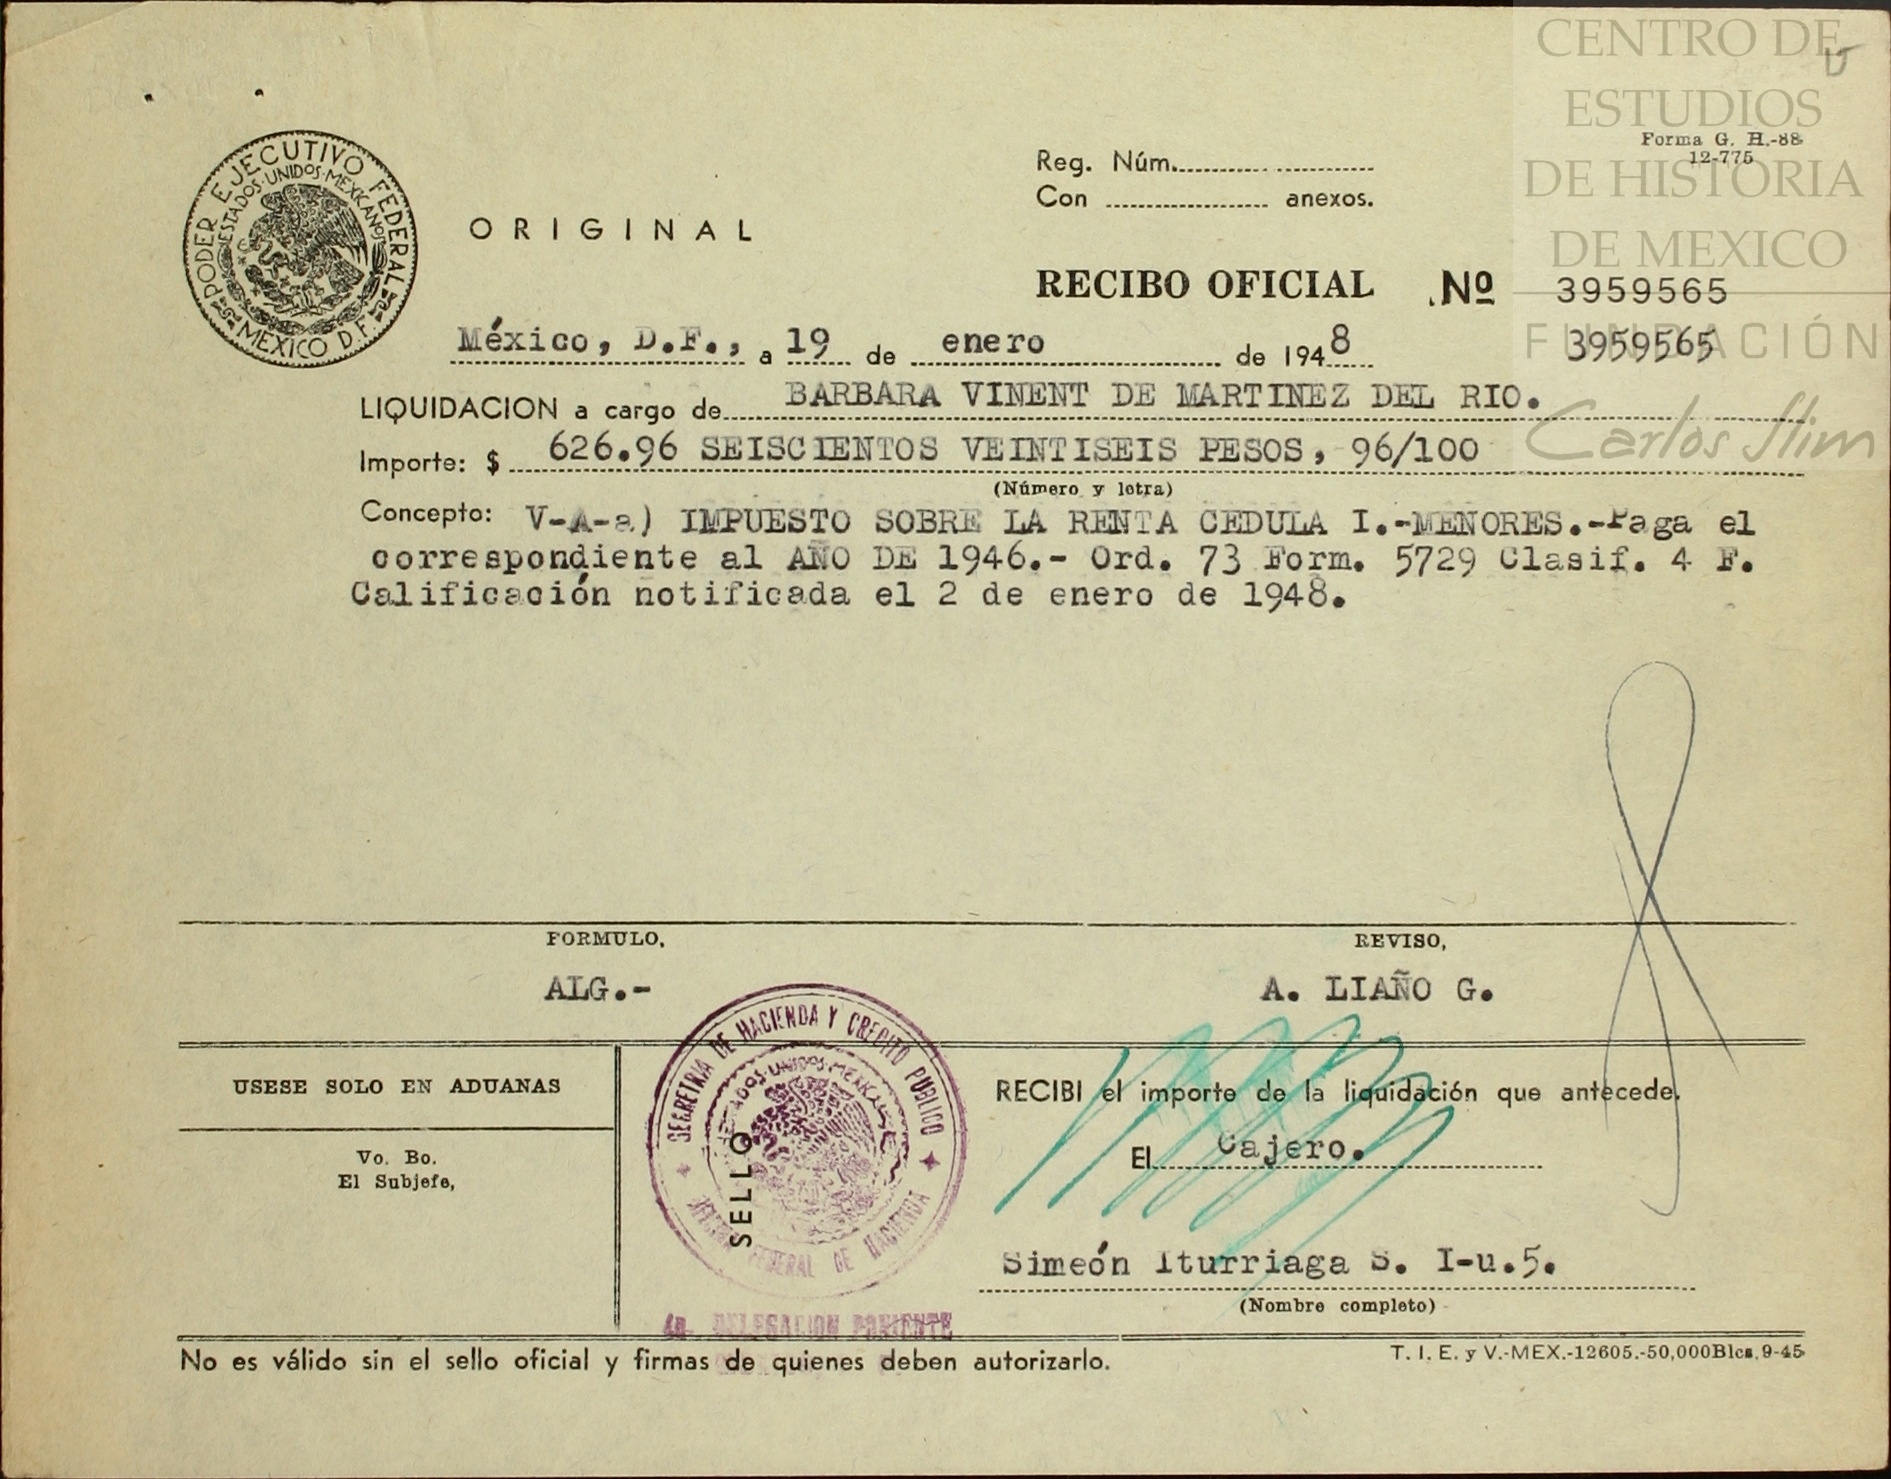 CENTRO DE
ESTUDIOS
DE HISTORIA
DE MEXICO
FUNDACIÓN
Carlos Slim
Forma G. H.-88
12-775
PODER EJECUTIVO FEDERAL
ESTADOS·UNIDOS·MEXICANOS
MEXICO D.F.
ORIGINAL
Reg. Núm.
Con anexos.
RECIBO OFICIAL Nº 3959565
3959565
México, D.F., a 19 de enero de 1948
LIQUIDACION a cargo de BARBARA VINENT DE MARTINEZ DEL RIO.
Importe: $ 626.96 SEISCIENTOS VEINTISEIS PESOS, 96/100
(Número y letra)
Concepto: V-A-a) IMPUESTO SOBRE LA RENTA CEDULA I.-MENORES.-Paga el
correspondiente al AÑO DE 1946.- Ord. 73 Form. 5729 Clasif. 4 F.
Calificación notificada el 2 de enero de 1948.
FORMULO, REVISO,
ALG.- A. LIAÑO G.
USESE SOLO EN ADUANAS
Vo. Bo.
El Subjefe,
SECRETRIA DE HACIENDA Y CREDITO PUBLICO
ESTADOS·UNIDOS·MEXICANOS
FEDERAL DE HACIENDA
SELLO
4a. DELEGACION PONIENTE
RECIBI el importe de la liquidación que antecede.
El Cajero.
Simeón Iturriaga S. I-u.5.
(Nombre completo)
No es válido sin el sello oficial y firmas de quienes deben autorizarlo.
T. I. E. y V.-MEX.-12605.-50,000Blcs. 9-45